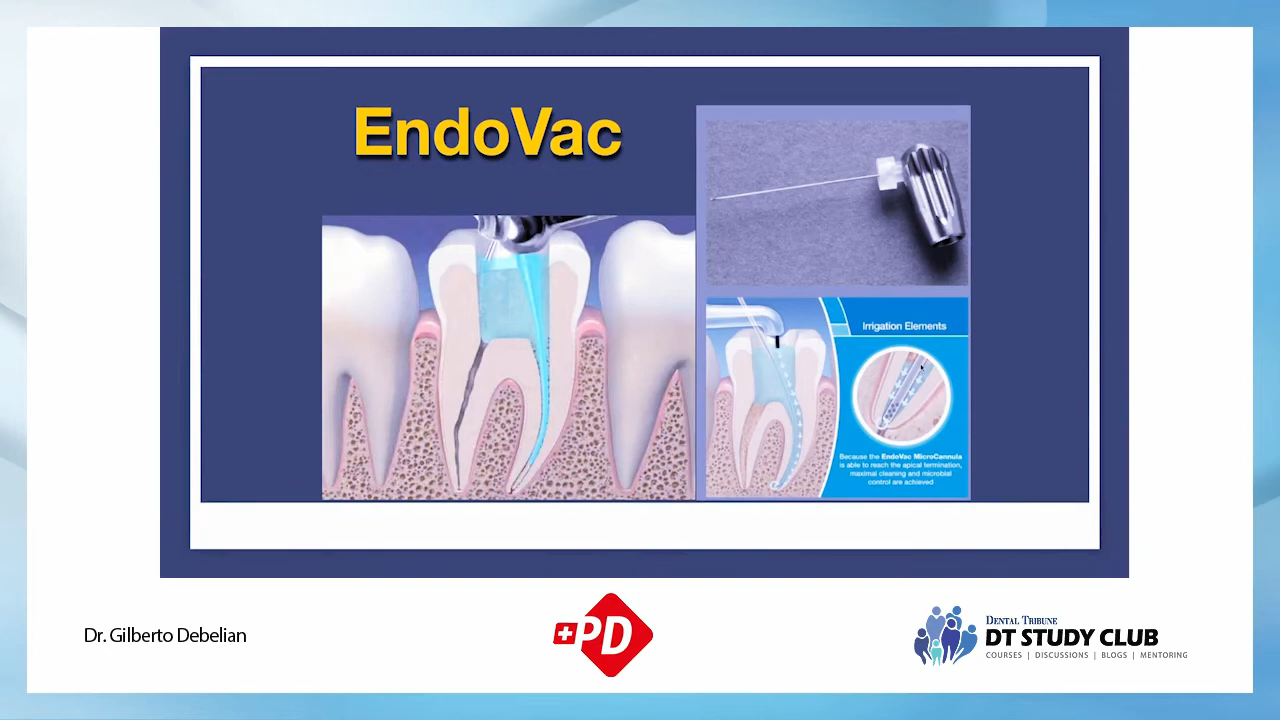 EndoVac
Irrigation Elements
Because the EndoVac MicroCannula
is able to reach the apical termination,
maximal cleaning and microbial
control are achieved
Dr. Gilberto Debelian
PD
DENTAL TRIBUNE
DT STUDY CLUB
COURSES | DISCUSSIONS | BLOGS | MENTORING